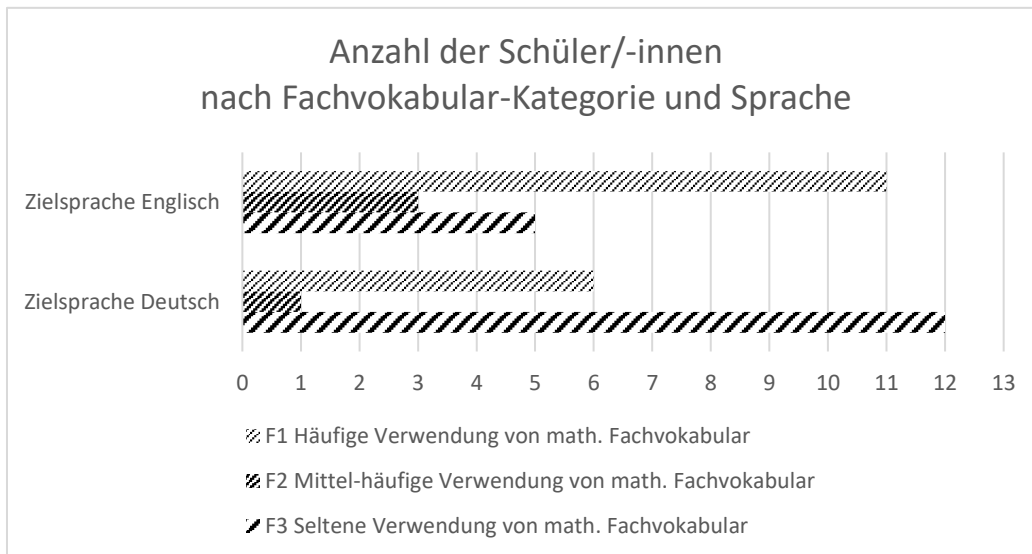 Anzahl der Schüler/-innen
nach Fachvokabular-Kategorie und Sprache
Zielsprache Englisch
Zielsprache Deutsch
0 1 2 3 4 5 6 7 8 9 10 11 12 13
F1 Häufige Verwendung von math. Fachvokabular
F2 Mittel-häufige Verwendung von math. Fachvokabular
F3 Seltene Verwendung von math. Fachvokabular